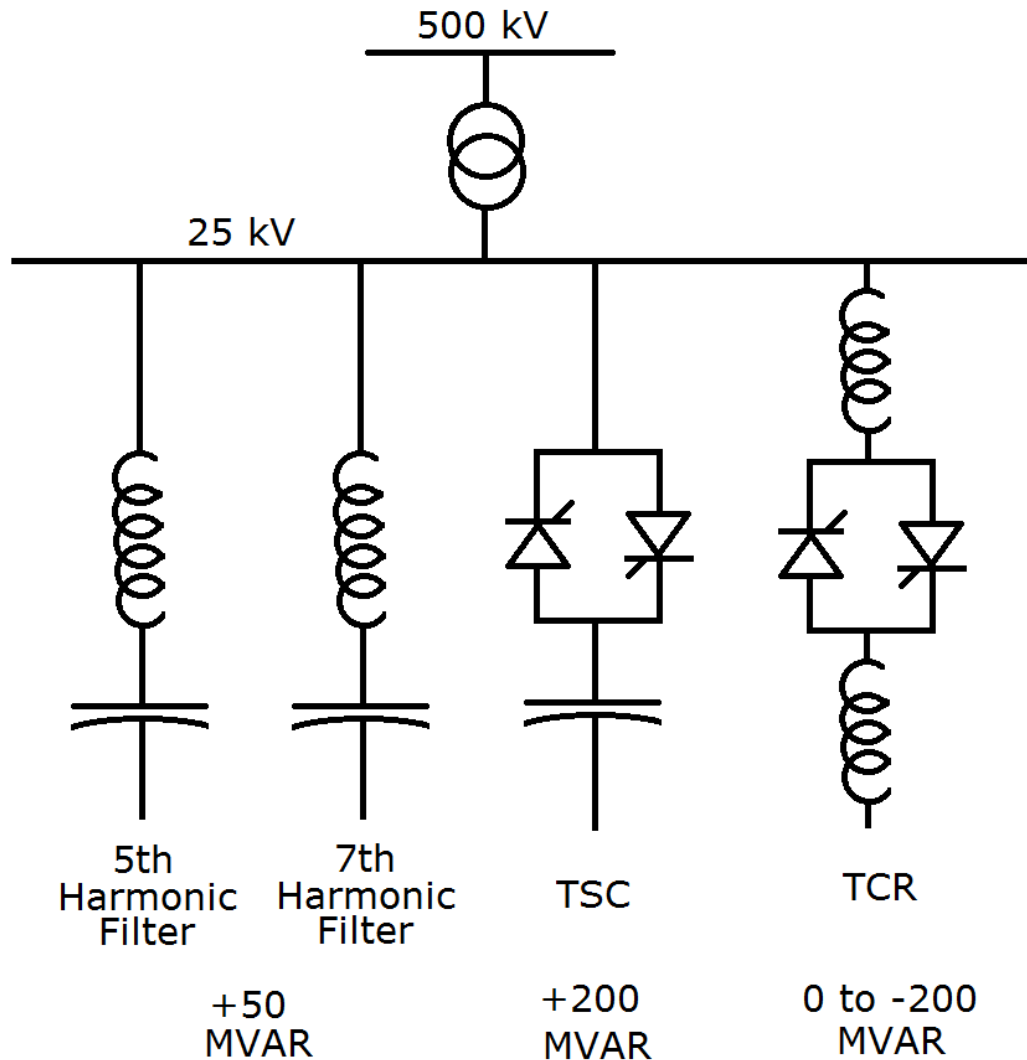 500 kV
25 kV
5th
Harmonic
Filter
7th
Harmonic
Filter
TSC
TCR
+50
MVAR
+200
MVAR
0 to -200
MVAR